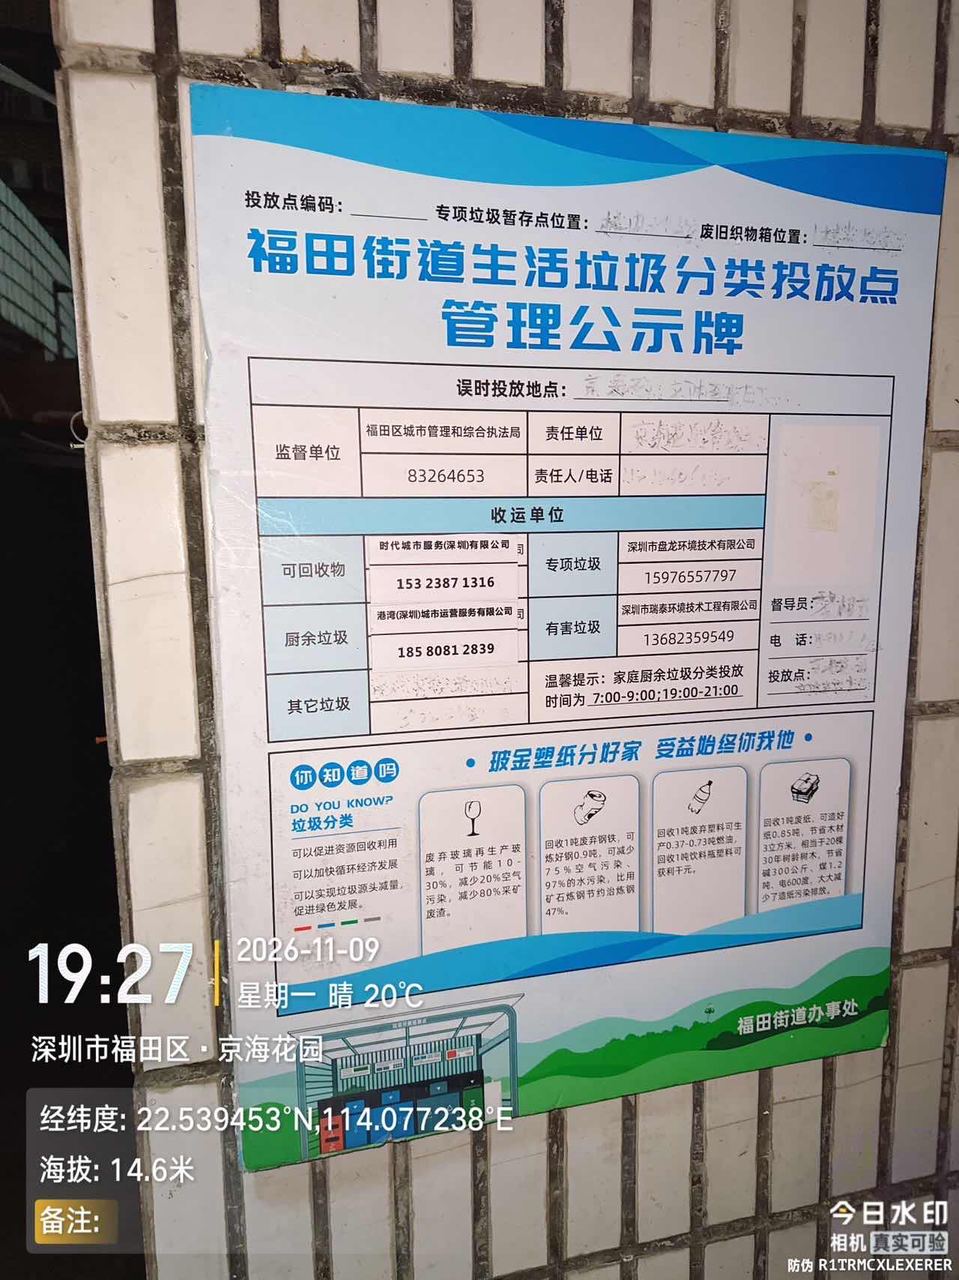 投放点编码：
专项垃圾暂存点位置：
废旧织物箱位置：
福田街道生活垃圾分类投放点
管理公示牌
误时投放地点：
监督单位
福田区城市管理和综合执法局
责任单位
83264653
责任人/电话
收运单位
可回收物
时代城市服务(深圳)有限公司
司
专项垃圾
深圳市盘龙环境技术有限公司
153 2387 1316
15976557797
厨余垃圾
港湾(深圳)城市运营服务有限公司
司
有害垃圾
深圳市瑞泰环境技术工程有限公司
185 8081 2839
13682359549
其它垃圾
温馨提示：家庭厨余垃圾分类投放
时间为 7:00-9:00;19:00-21:00
督导员：
电 话：
投放点：
你知道吗
DO YOU KNOW?
垃圾分类
可以促进资源回收利用
可以加快循环经济发展
可以实现垃圾源头减量，
促进绿色发展。
• 玻金塑纸分好家 受益始终你我他 •
废弃玻璃再生产玻
璃，可节能10-
30%，减少20%空气
污染，减少80%采矿
废渣。
回收1吨废弃钢铁，可
炼好钢0.9吨，可减少
75%空气污染、
97%的水污染，比用
矿石炼钢节约冶炼钢
47%。
回收1吨废弃塑料可生
产0.37-0.73吨燃油，
回收1吨饮料瓶塑料可
获利千元。
回收1吨废纸，可造好
纸0.85吨，节省木材
3立方米，相当于20棵
30年树龄树木，节省
碱300公斤、煤1.2
吨、电600度，大大减
少了造纸污染排放。
福田街道办事处
19:27
2026-11-09
星期一 晴 20℃
深圳市福田区·京海花园
经纬度: 22.539453°N,114.077238°E
海拔: 14.6米
备注:
今日水印
相机 真实可验
防伪 R1TRMCXLEXERER